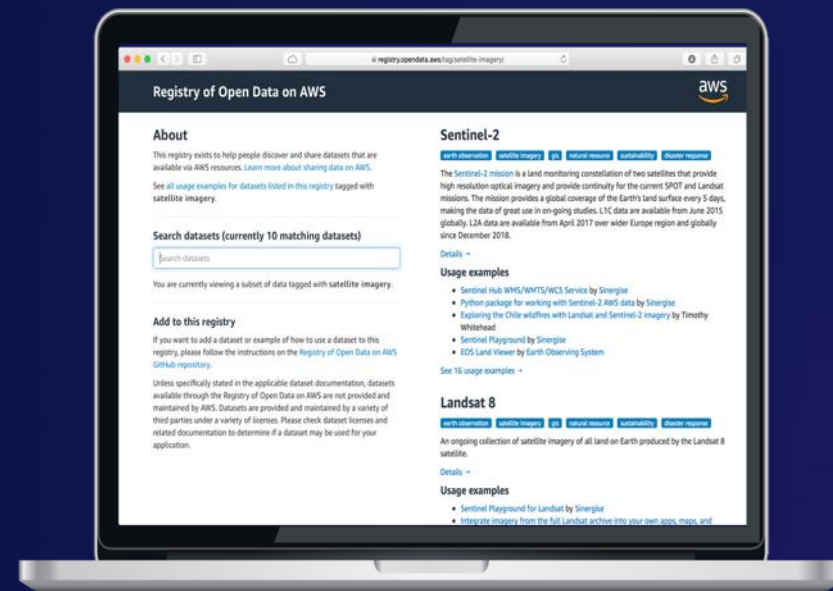 registry.opendata.aws/tag/satellite-imagery/
Registry of Open Data on AWS
aws
About
This registry exists to help people discover and share datasets that are
available via AWS resources. Learn more about sharing data on AWS.
See all usage examples for datasets listed in this registry tagged with
satellite imagery.
Search datasets (currently 10 matching datasets)
Search datasets
You are currently viewing a subset of data tagged with satellite imagery.
Add to this registry
If you want to add a dataset or example of how to use a dataset to this
registry, please follow the instructions on the Registry of Open Data on AWS
GitHub repository.
Unless specifically stated in the applicable dataset documentation, datasets
available through the Registry of Open Data on AWS are not provided and
maintained by AWS. Datasets are provided and maintained by a variety of
third parties under a variety of licenses. Please check dataset licenses and
related documentation to determine if a dataset may be used for your
application.
Sentinel-2
earth observation satellite imagery gis natural resource sustainability disaster response
The Sentinel-2 mission is a land monitoring constellation of two satellites that provide
high resolution optical imagery and provide continuity for the current SPOT and Landsat
missions. The mission provides a global coverage of the Earth's land surface every 5 days,
making the data of great use in on-going studies. L1C data are available from June 2015
globally. L2A data are available from April 2017 over wider Europe region and globally
since December 2018.
Details →
Usage examples
• Sentinel Hub WMS/WMTS/WCS Service by Sinergise
• Python package for working with Sentinel-2 AWS data by Sinergise
• Exploring the Chile wildfires with Landsat and Sentinel-2 imagery by Timothy
Whitehead
• Sentinel Playground by Sinergise
• EOS Land Viewer by Earth Observing System
See 16 usage examples →
Landsat 8
earth observation satellite imagery gis natural resource sustainability disaster response
An ongoing collection of satellite imagery of all land on Earth produced by the Landsat 8
satellite.
Details →
Usage examples
• Sentinel Playground for Landsat by Sinergise
• Integrate imagery from the full Landsat archive into your own apps, maps, and